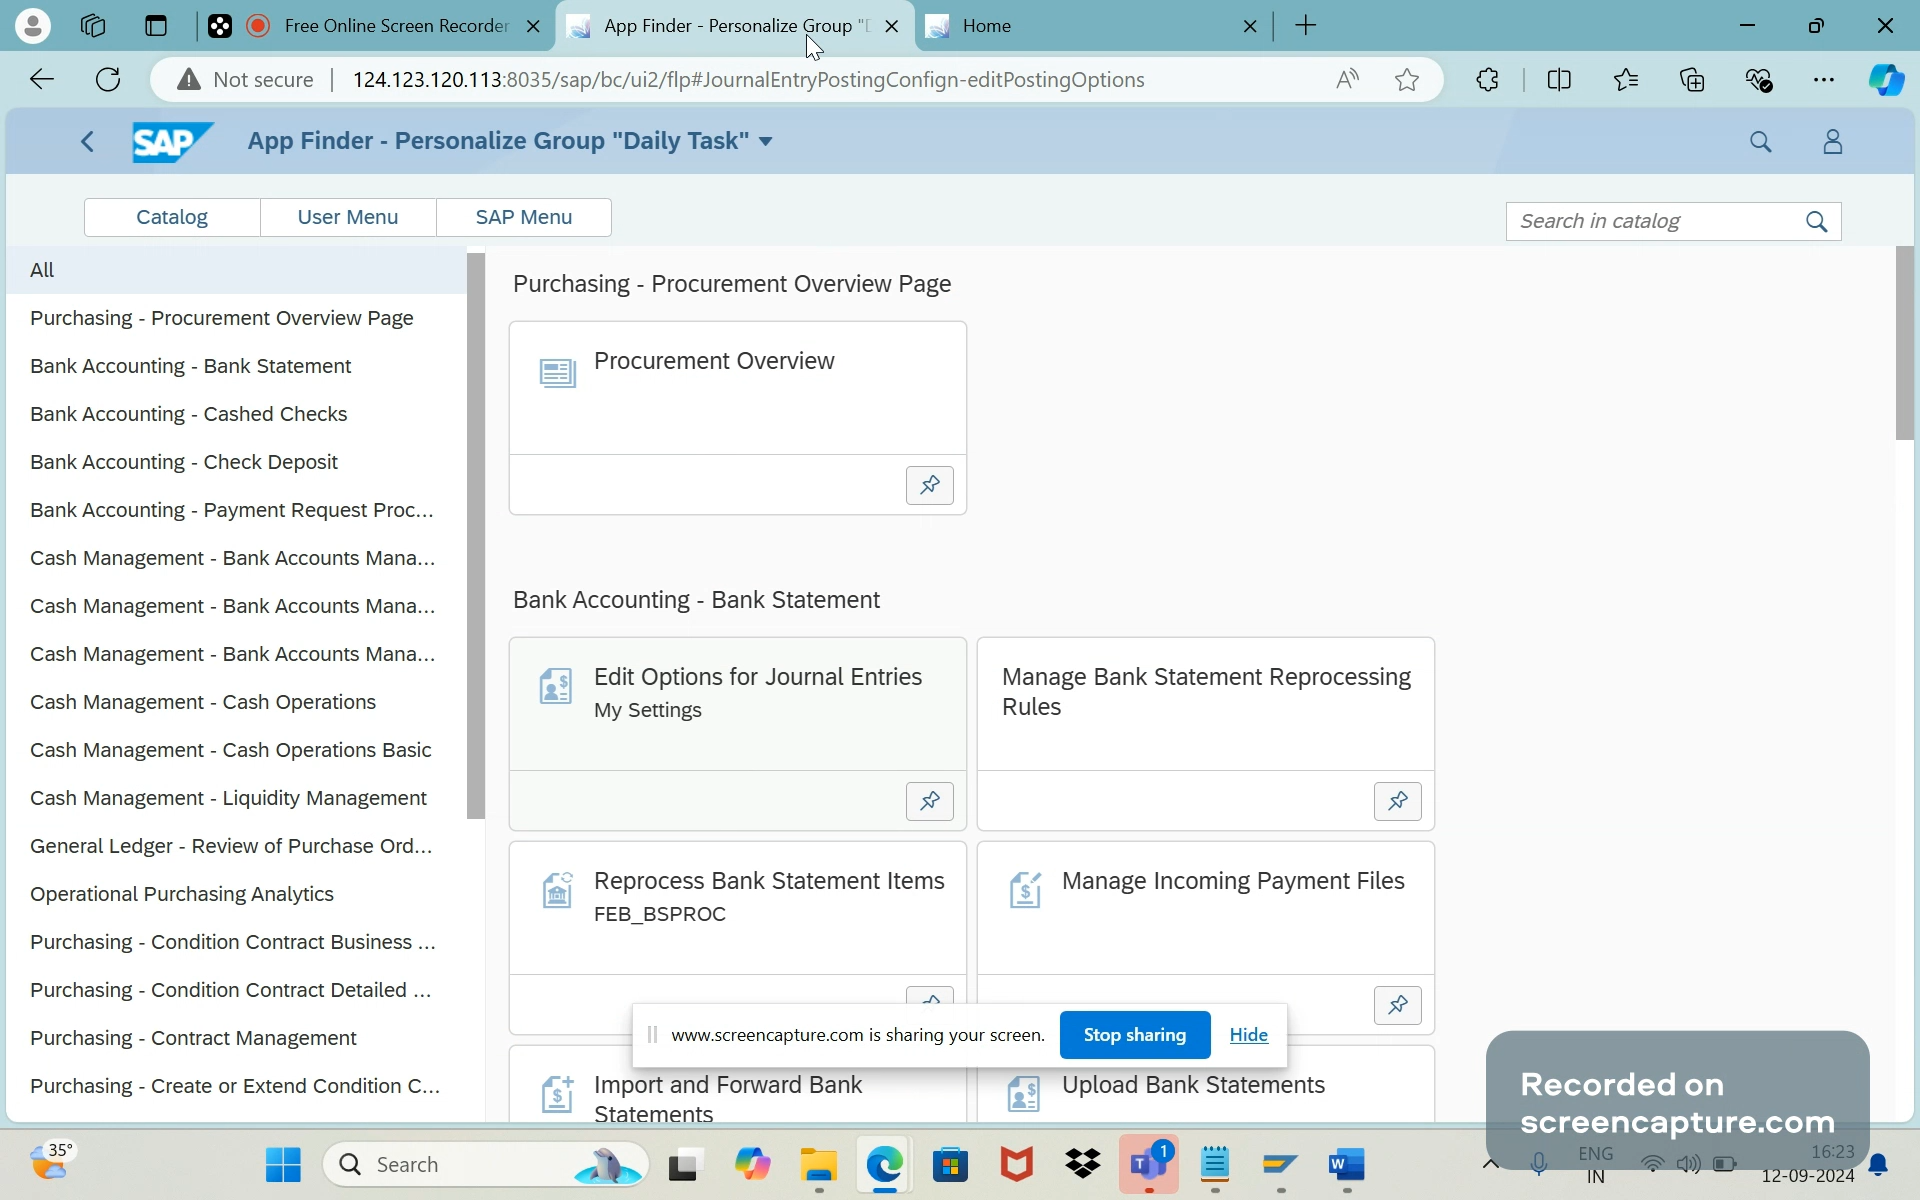 Free Online Screen Recorder
App Finder - Personalize Group "D
Home
Not secure
124.123.120.113:8035/sap/bc/ui2/flp#JournalEntryPostingConfign-editPostingOptions
SAP
App Finder - Personalize Group "Daily Task"
Catalog
User Menu
SAP Menu
Search in catalog
All
Purchasing - Procurement Overview Page
Bank Accounting - Bank Statement
Bank Accounting - Cashed Checks
Bank Accounting - Check Deposit
Bank Accounting - Payment Request Proc...
Cash Management - Bank Accounts Mana...
Cash Management - Bank Accounts Mana...
Cash Management - Bank Accounts Mana...
Cash Management - Cash Operations
Cash Management - Cash Operations Basic
Cash Management - Liquidity Management
General Ledger - Review of Purchase Ord...
Operational Purchasing Analytics
Purchasing - Condition Contract Business ...
Purchasing - Condition Contract Detailed ...
Purchasing - Contract Management
Purchasing - Create or Extend Condition C...
Purchasing - Procurement Overview Page
Procurement Overview
Bank Accounting - Bank Statement
Edit Options for Journal Entries
My Settings
Manage Bank Statement Reprocessing
Rules
Reprocess Bank Statement Items
FEB_BSPROC
Manage Incoming Payment Files
www.screencapture.com is sharing your screen.
Stop sharing
Hide
Import and Forward Bank
Statements
Upload Bank Statements
Recorded on
screencapture.com
35°
Search
1
ENG
IN
16:23
12-09-2024